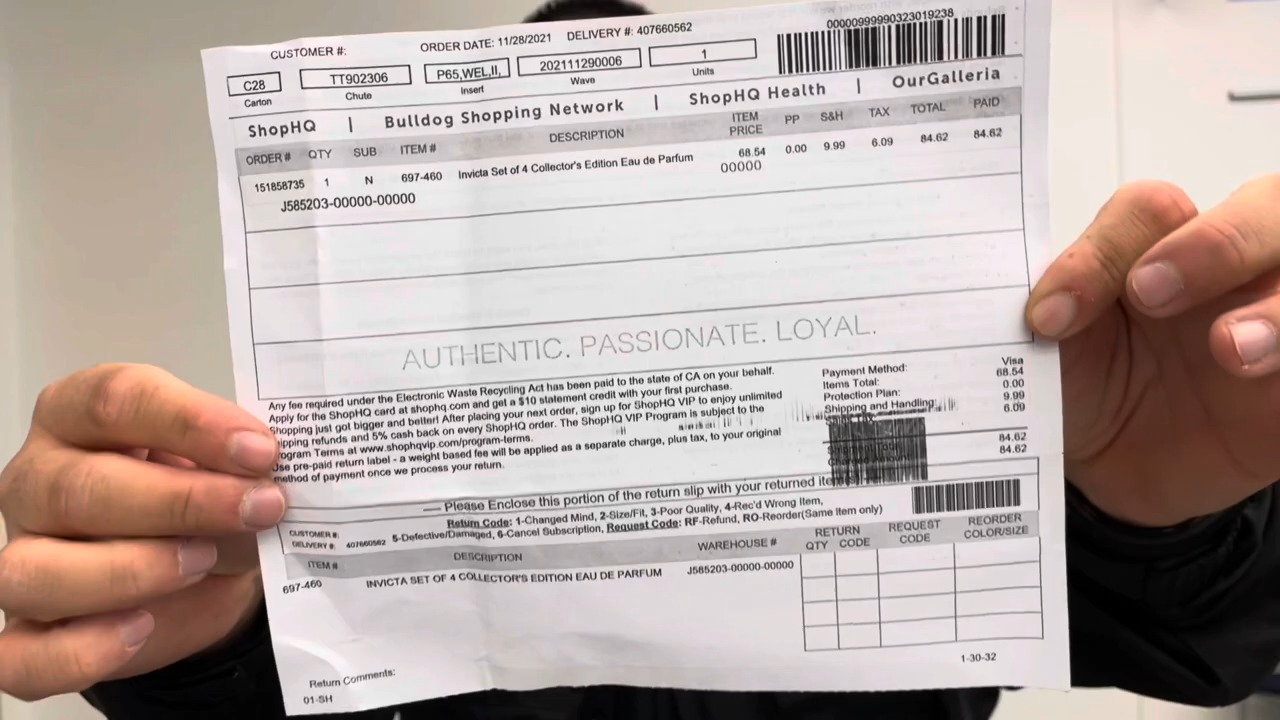 CUSTOMER #: ORDER DATE: 11/28/2021 DELIVERY #: 407660562
00000999990323019238
C28 TT902306 P65,WEL,II, 202111290006 1
Carton Chute Insert Wave Units
ShopHQ | Bulldog Shopping Network | ShopHQ Health | OurGalleria
ORDER # QTY SUB ITEM # DESCRIPTION ITEM PRICE PP S&H TAX TOTAL PAID
151858735 1 N 697-460 Invicta Set of 4 Collector's Edition Eau de Parfum 68.54 0.00 9.99 6.09 84.62 84.62
J585203-00000-00000 00000
AUTHENTIC. PASSIONATE. LOYAL.
Any fee required under the Electronic Waste Recycling Act has been paid to the state of CA on your behalf.
Apply for the ShopHQ card at shophq.com and get a $10 statement credit with your first purchase.
Shopping just got bigger and better! After placing your next order, sign up for ShopHQ VIP to enjoy unlimited
ipping refunds and 5% cash back on every ShopHQ order. The ShopHQ VIP Program is subject to the
rogram Terms at www.shophqvip.com/program-terms.
Use pre-paid return label - a weight based fee will be applied as a separate charge, plus tax, to your original
method of payment once we process your return.
Payment Method: Visa
Items Total: 68.54
Protection Plan: 0.00
Shipping and Handling: 9.99
6.09
84.62
84.62
Please Enclose this portion of the return slip with your returned items
CUSTOMER #: Return Code: 1-Changed Mind, 2-Size/Fit, 3-Poor Quality, 4-Rec'd Wrong Item,
DELIVERY #: 407660562 5-Defective/Damaged, 6-Cancel Subscription, Request Code: RF-Refund, RO-Reorder(Same item only)
ITEM # DESCRIPTION WAREHOUSE # RETURN QTY CODE REQUEST CODE REORDER COLOR/SIZE
697-460 INVICTA SET OF 4 COLLECTOR'S EDITION EAU DE PARFUM J585203-00000-00000
1-30-32
Return Comments:
01-SH